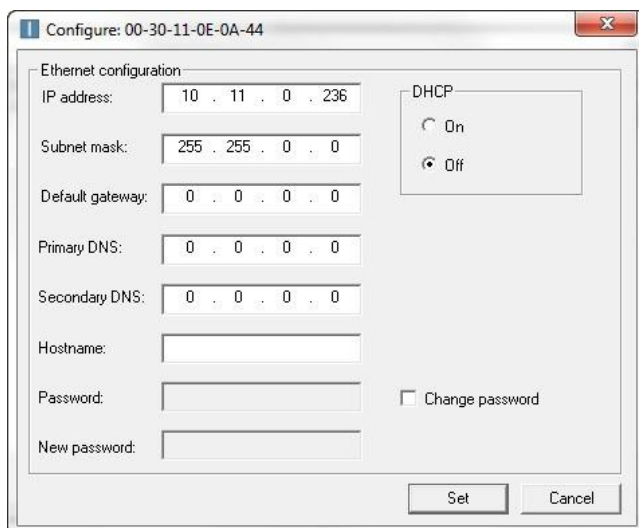 Configure: 00-30-11-0E-0A-44
Ethernet configuration
IP address: 10 . 11 . 0 . 236
DHCP
On
Subnet mask: 255 . 255 . 0 . 0
Off
Default gateway: 0 . 0 . 0 . 0
Primary DNS: 0 . 0 . 0 . 0
Secondary DNS: 0 . 0 . 0 . 0
Hostname:
Password:
Change password
New password:
Set
Cancel